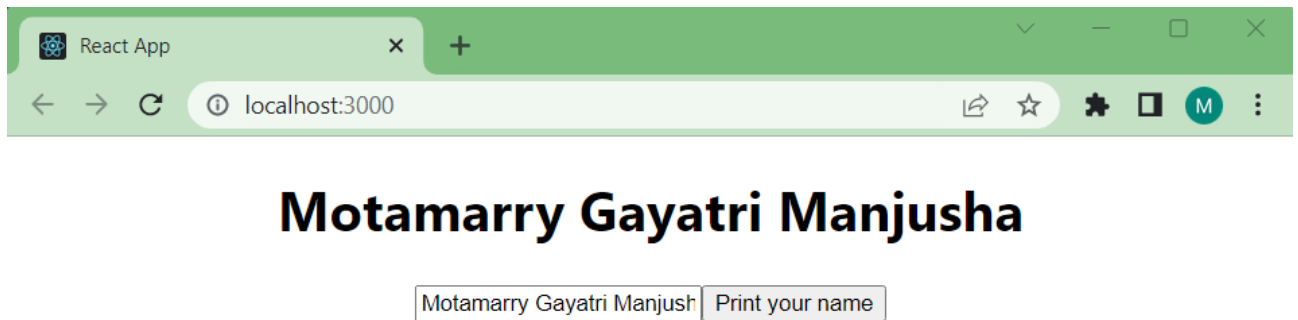 React App
localhost:3000
M
Motamarry Gayatri Manjusha
Motamarry Gayatri Manjush Print your name